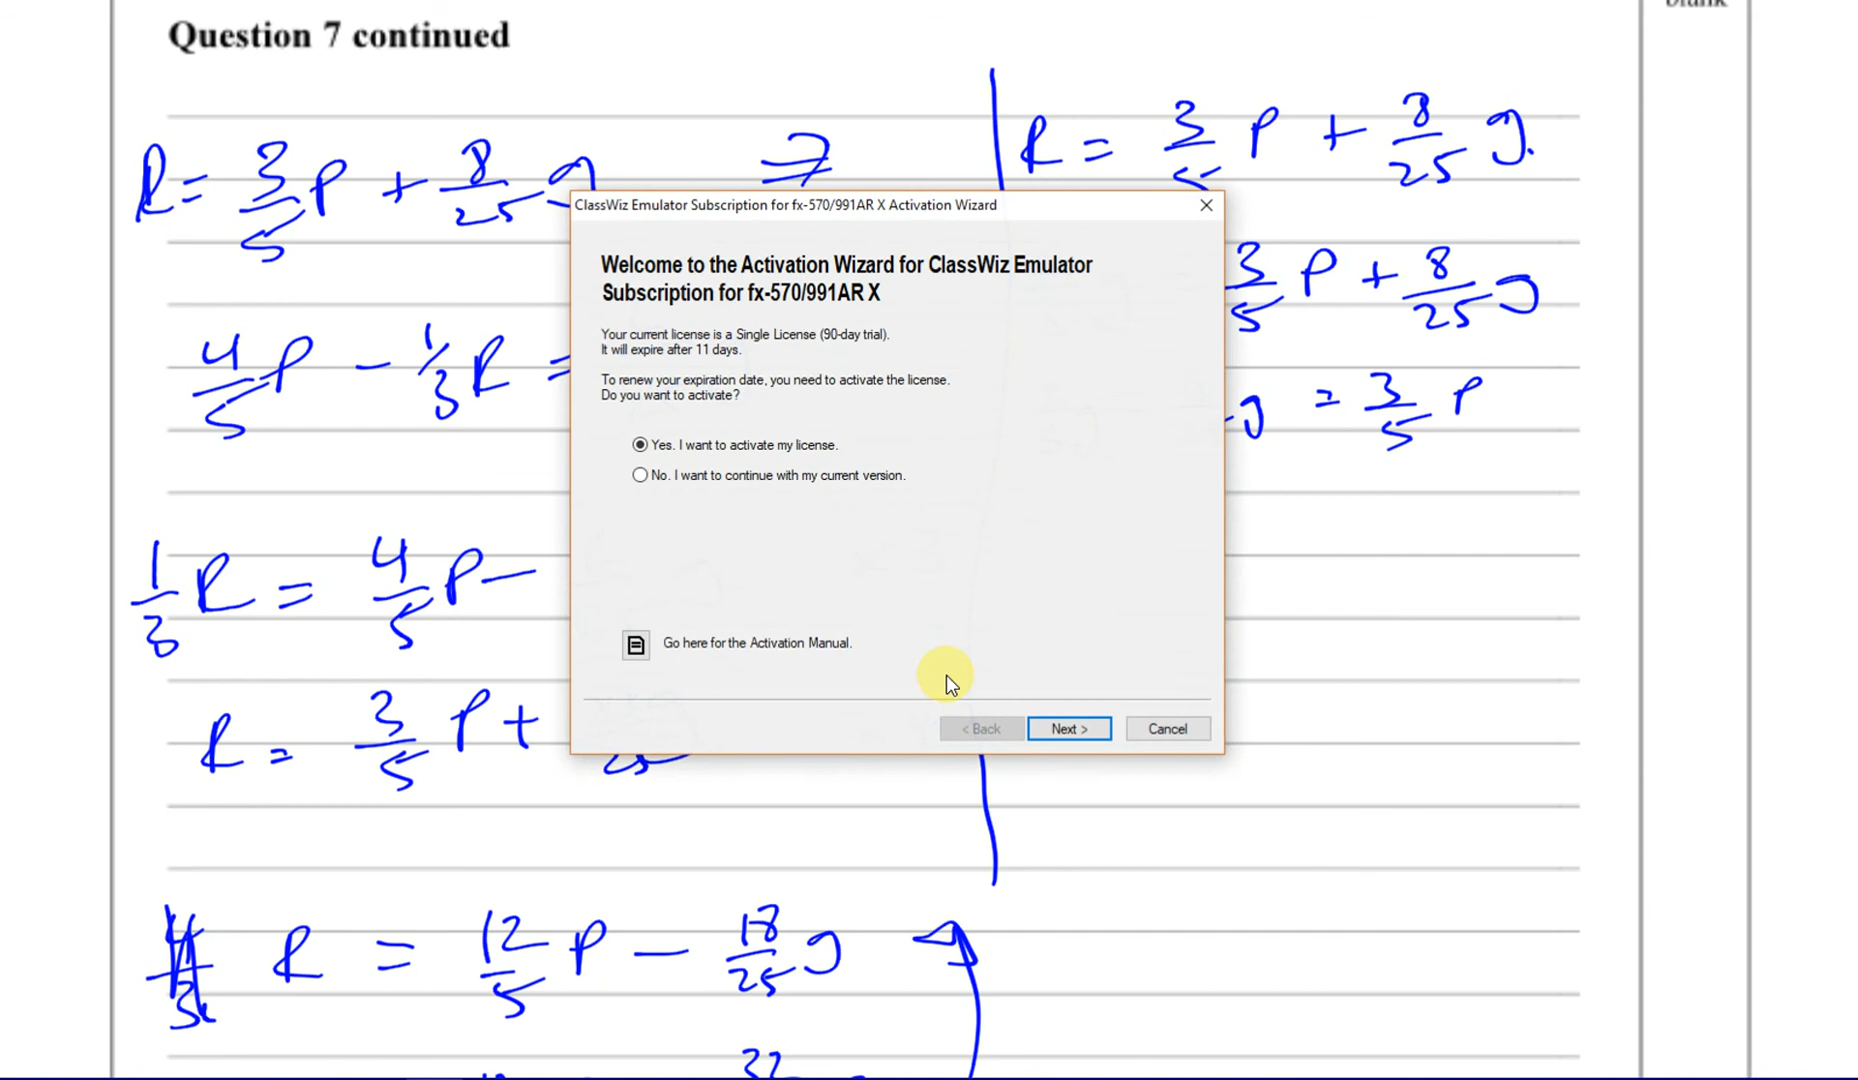 Question 7 continued
R = 3/5 P + 8/25 g ⇒
4/5 P - 1/3 R =
1/3 R = 4/5 P -
R = 3/5 P +
25
R = 12/5 P - 18/25 g
32
R = 3/5 P + 8/25 g.
3/5 P + 8/25 g
g = 3/5 P
ClassWiz Emulator Subscription for fx-570/991AR X Activation Wizard
Welcome to the Activation Wizard for ClassWiz Emulator
Subscription for fx-570/991AR X
Your current license is a Single License (90-day trial).
It will expire after 11 days.
To renew your expiration date, you need to activate the license.
Do you want to activate?
Yes. I want to activate my license.
No. I want to continue with my current version.
Go here for the Activation Manual.
< Back
Next >
Cancel